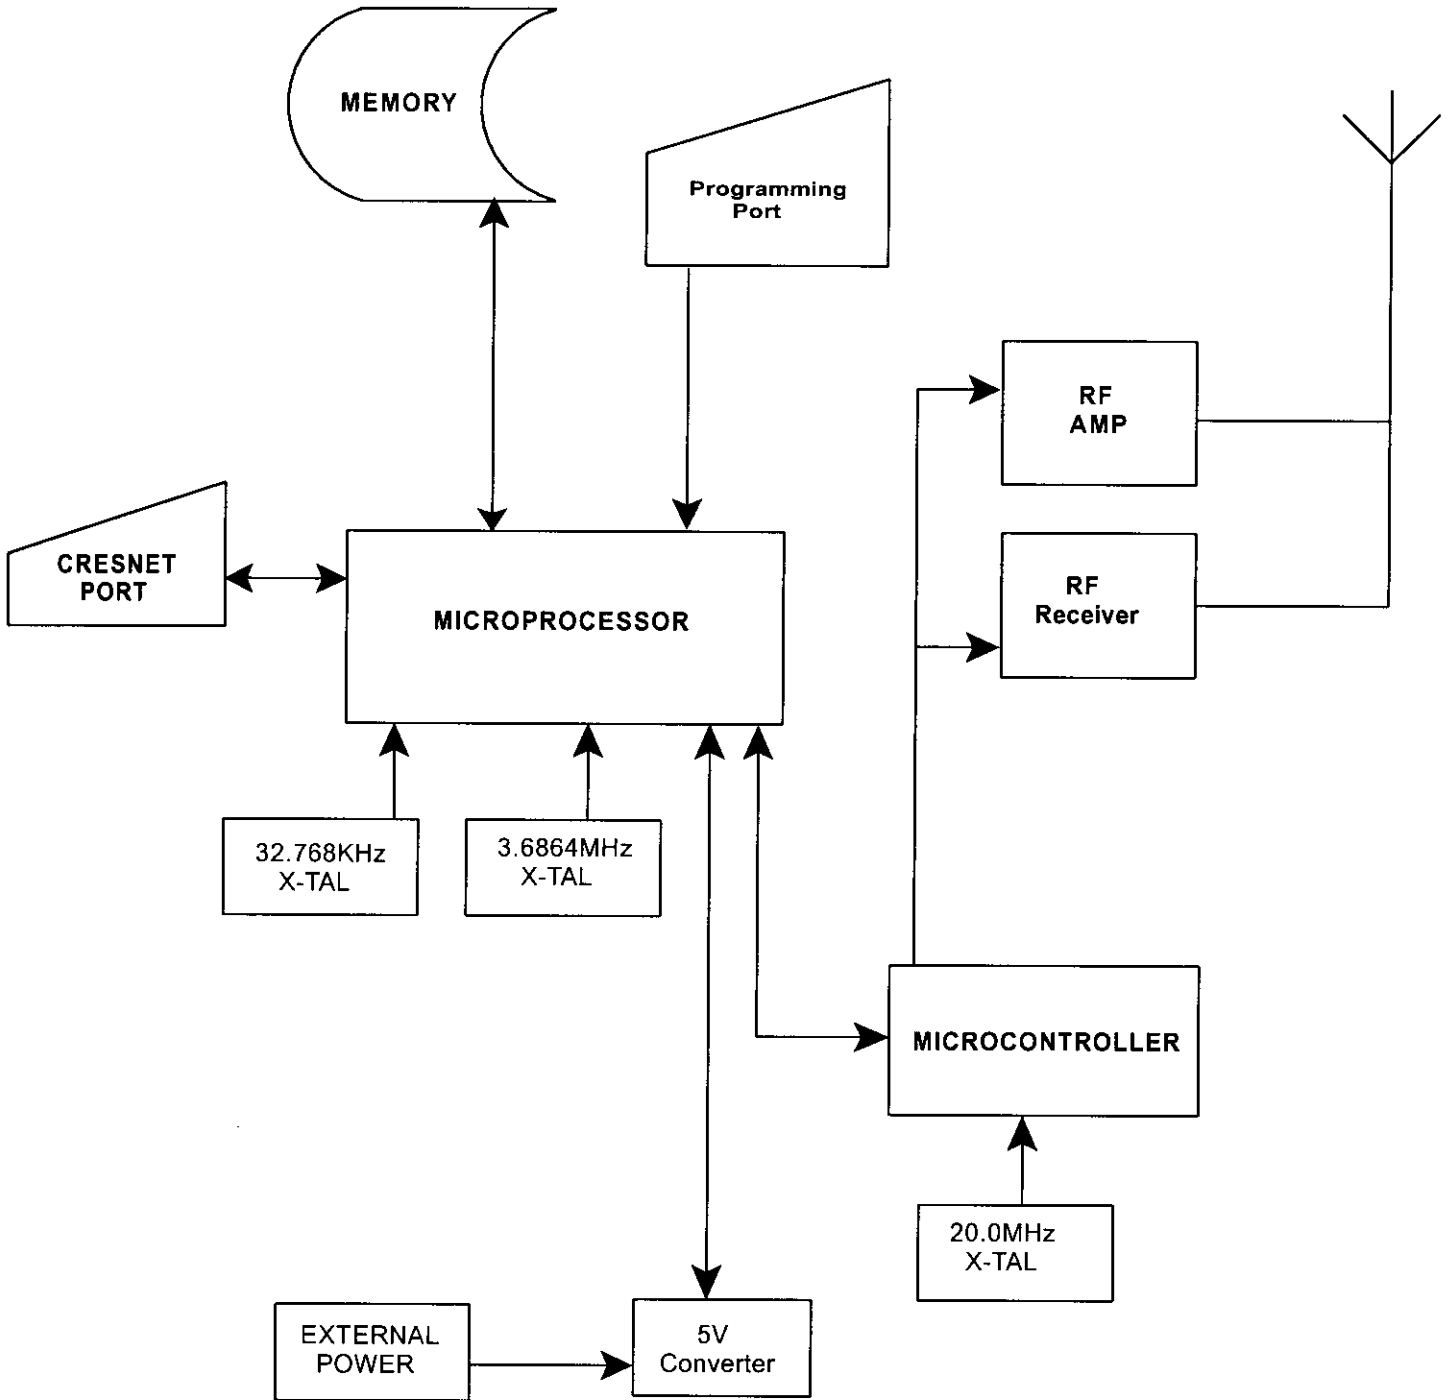 MEMORY
Programming
Port
RF
AMP
CRESNET
PORT
MICROPROCESSOR
RF
Receiver
32.768KHz
X-TAL
3.6864MHz
X-TAL
MICROCONTROLLER
20.0MHz
X-TAL
EXTERNAL
POWER
5V
Converter